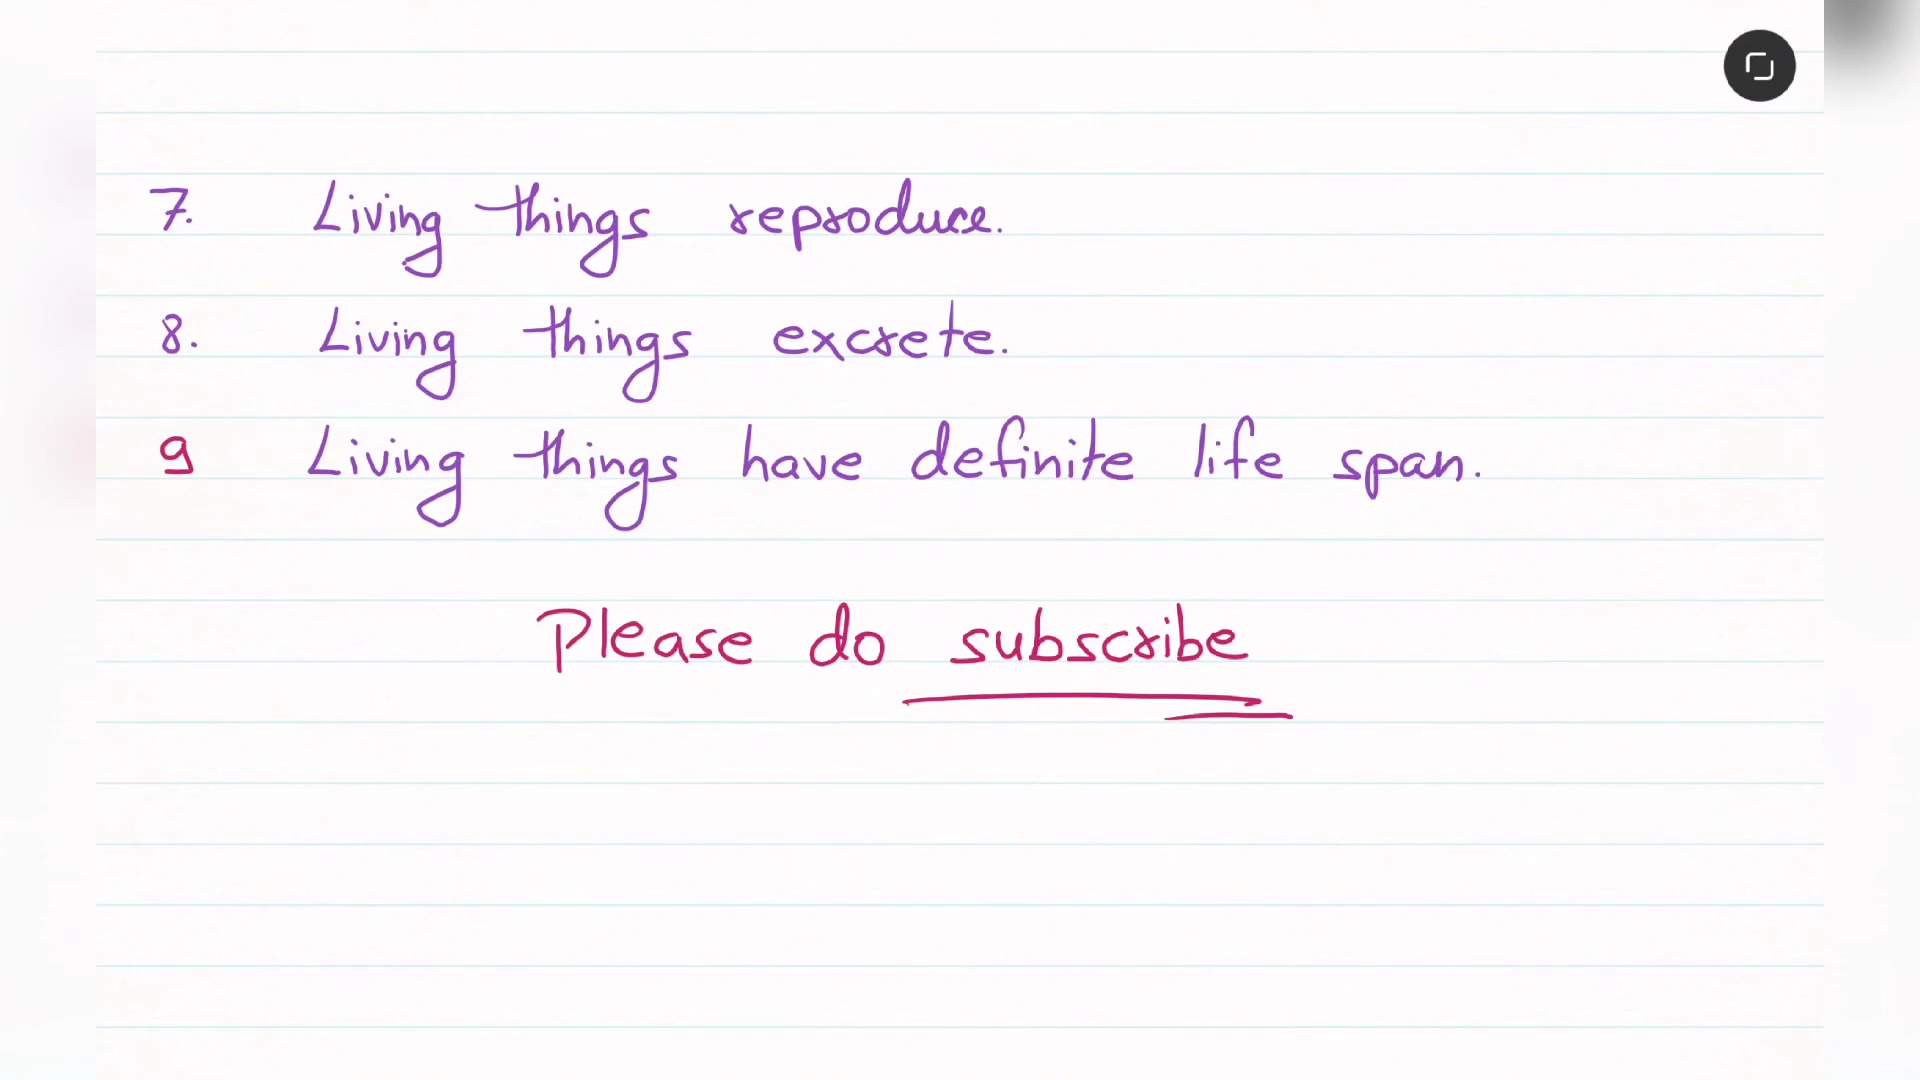 7. Living things reproduce.
8. Living things excrete.
9 Living things have definite life span.
Please do subscribe